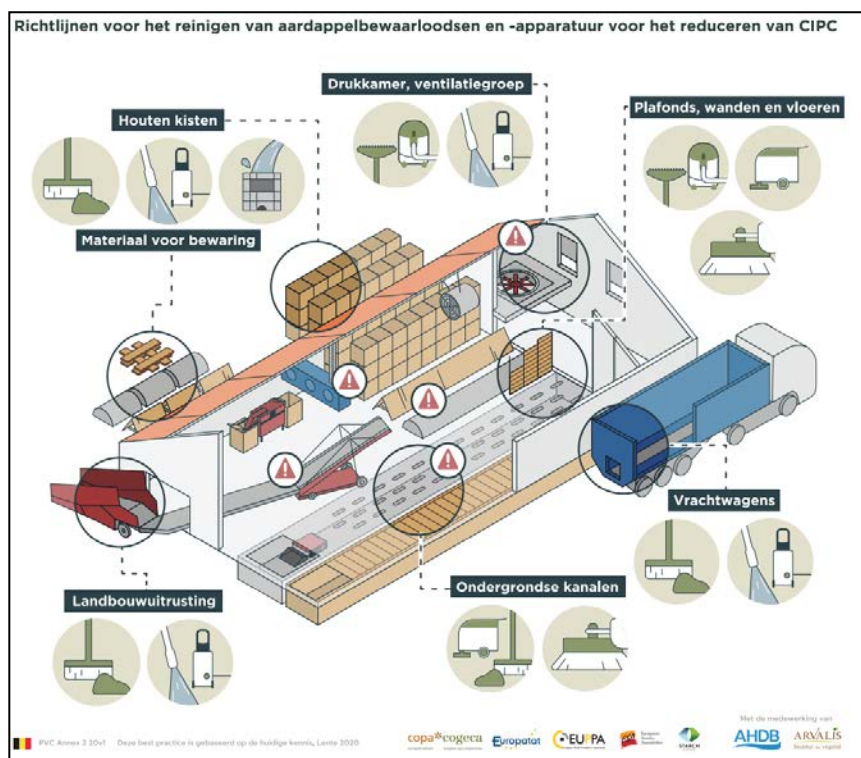 Richtlijnen voor het reinigen van aardappelbewaarloodsen en -apparatuur voor het reduceren van CIPC
Drukkamer, ventilatiegroep
Plafonds, wanden en vloeren
Houten kisten
Materiaal voor bewaring
Vrachtwagens
Ondergrondse kanalen
Landbouwuitrusting
Met de medewerking van
PVC Annex 2 20v1 Deze best practice is gebaseerd op de huidige kennis, Lente 2020
copa*cogeca
Europatat
EUPPA
STARCH
AHDB
ARVALIS